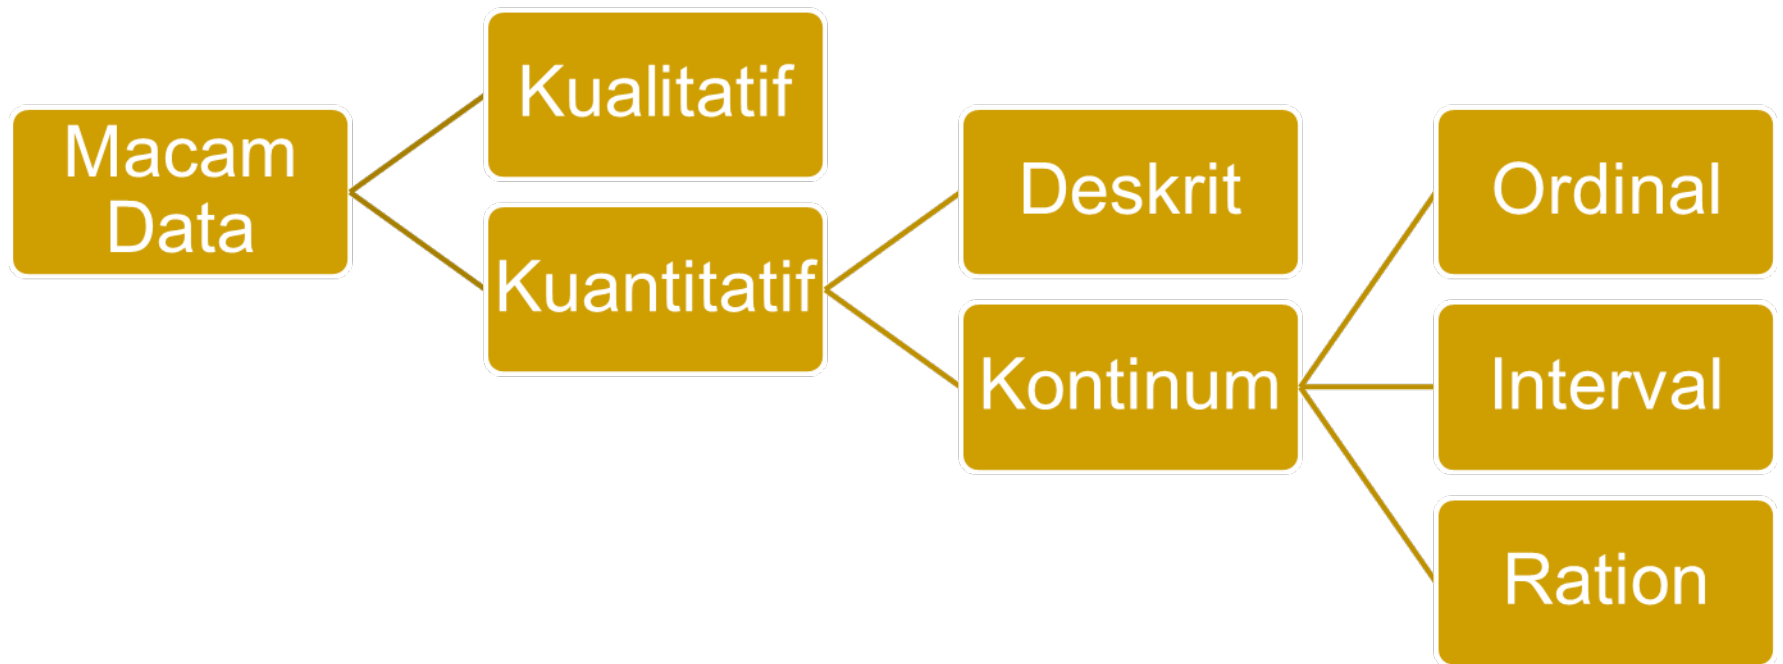 Macam
Data
Kualitatif
Kuantitatif
Deskrit
Kontinum
Ordinal
Interval
Ration